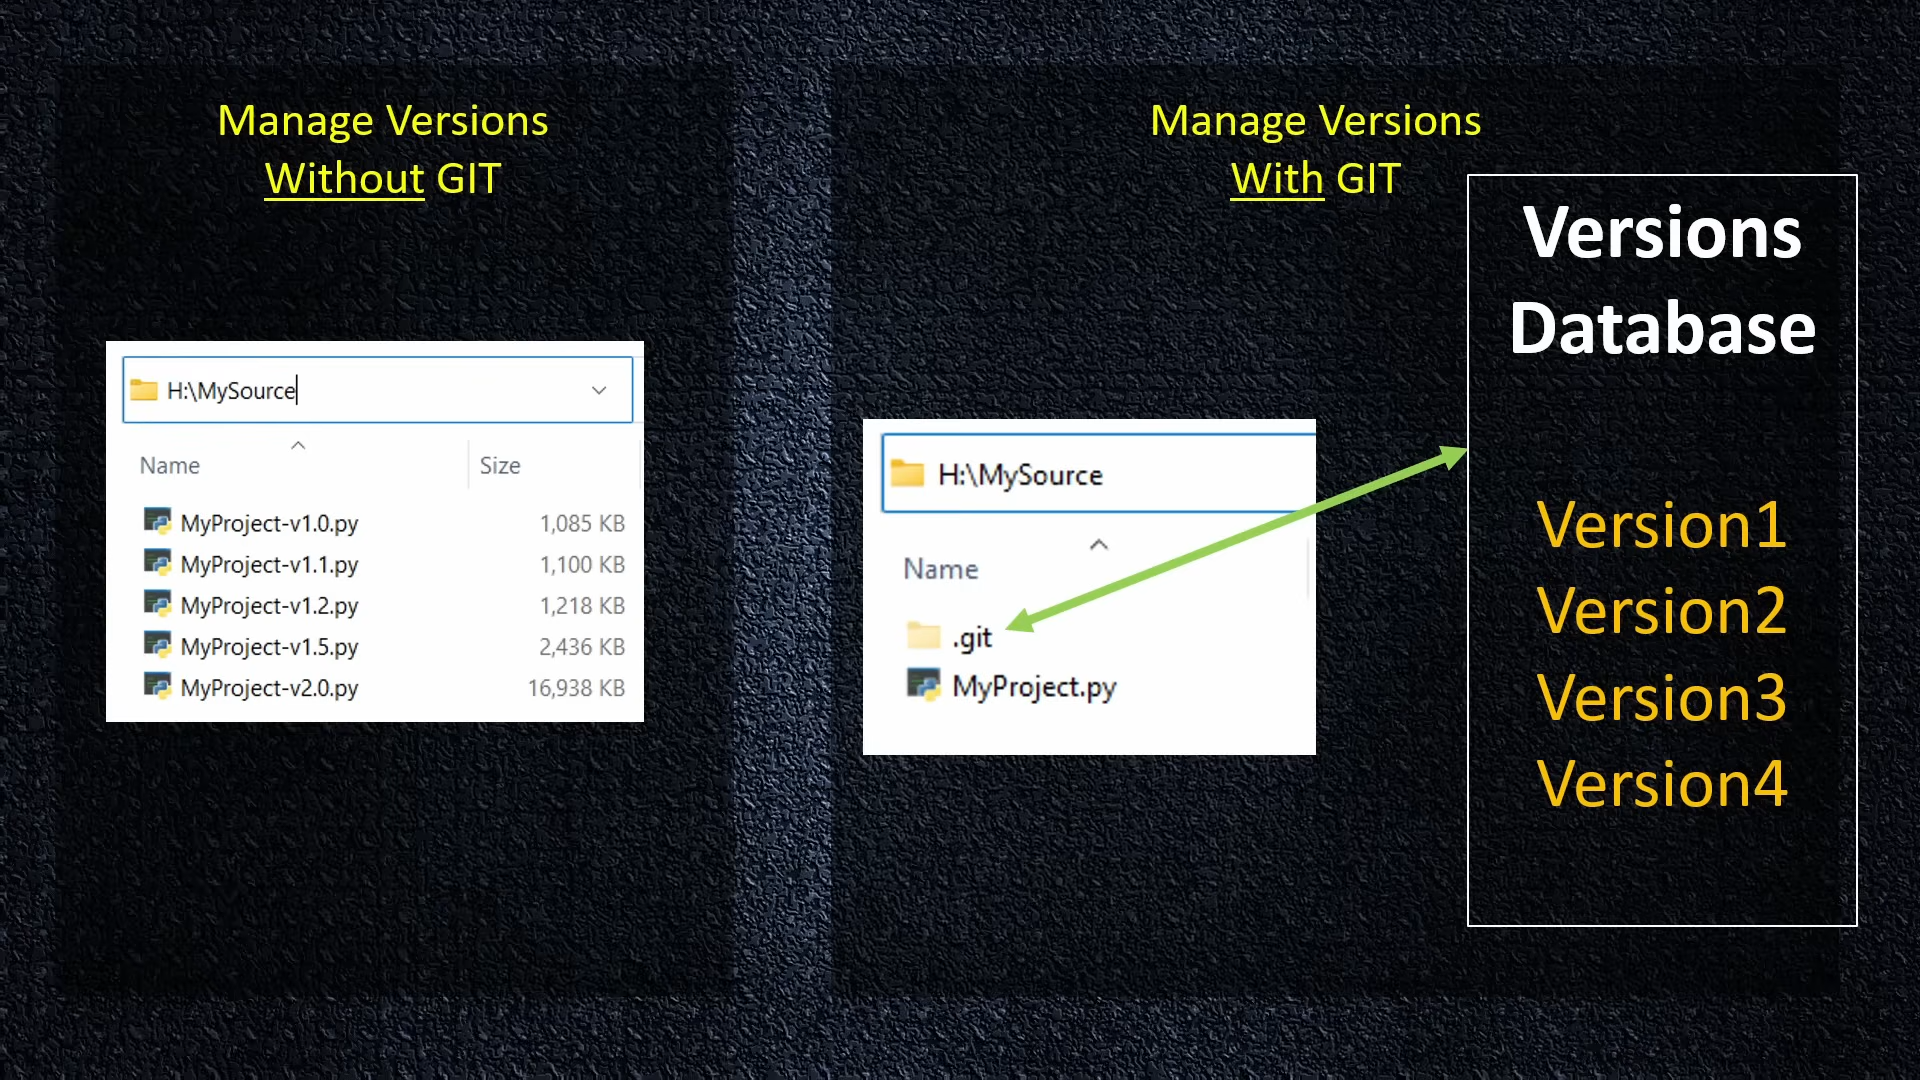 Manage Versions
Without GIT
H:\MySource
Name Size
MyProject-v1.0.py 1,085 KB
MyProject-v1.1.py 1,100 KB
MyProject-v1.2.py 1,218 KB
MyProject-v1.5.py 2,436 KB
MyProject-v2.0.py 16,938 KB
Manage Versions
With GIT
H:\MySource
Name
.git
MyProject.py
Versions
Database
Version1
Version2
Version3
Version4